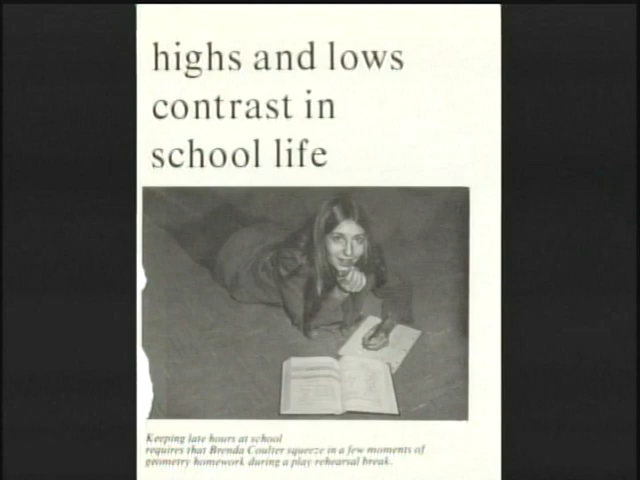 highs and lows
contrast in
school life
Keeping late hours at school
requires that Brenda Coulter squeeze in a few moments of
geometry homework during a play rehearsal break.